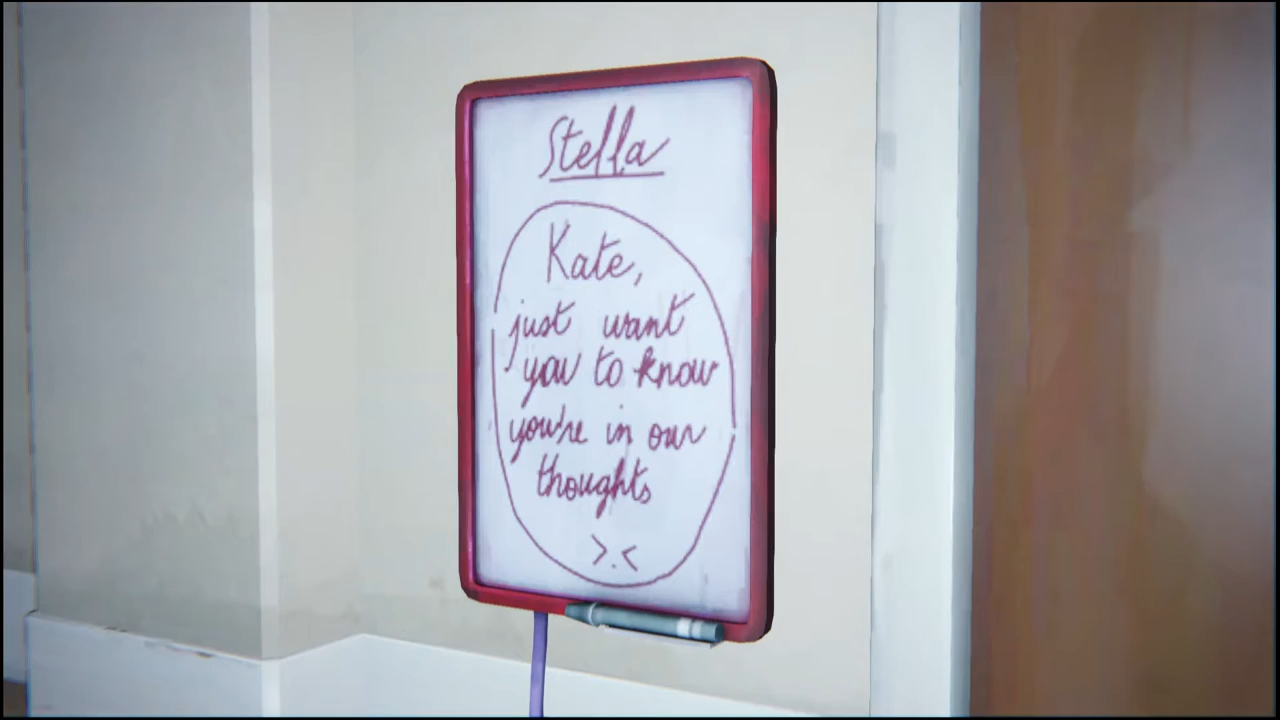 Stella
Kate,
just want
you to know
you're in our
thoughts
>.<